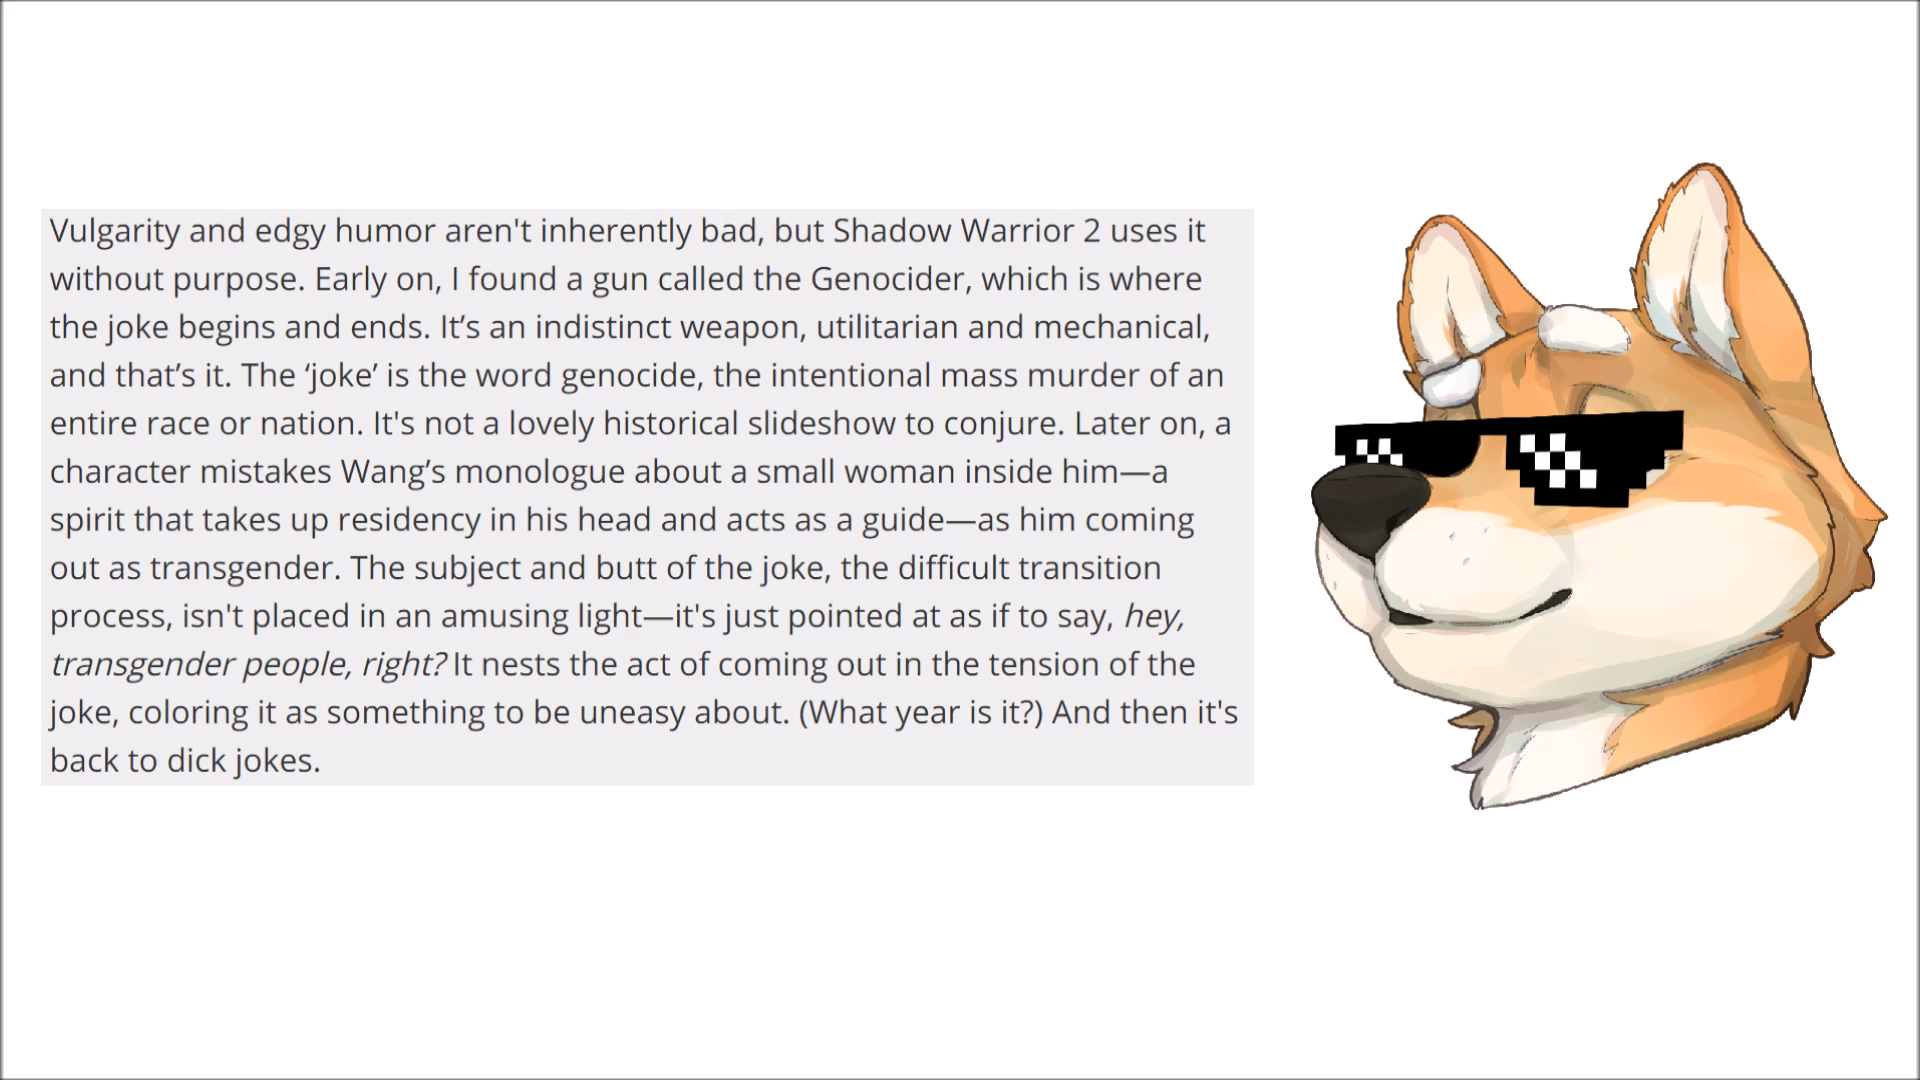 Vulgarity and edgy humor aren't inherently bad, but Shadow Warrior 2 uses it
without purpose. Early on, I found a gun called the Genocider, which is where
the joke begins and ends. It’s an indistinct weapon, utilitarian and mechanical,
and that’s it. The ‘joke’ is the word genocide, the intentional mass murder of an
entire race or nation. It's not a lovely historical slideshow to conjure. Later on, a
character mistakes Wang’s monologue about a small woman inside him—a
spirit that takes up residency in his head and acts as a guide—as him coming
out as transgender. The subject and butt of the joke, the difficult transition
process, isn't placed in an amusing light—it's just pointed at as if to say, hey,
transgender people, right? It nests the act of coming out in the tension of the
joke, coloring it as something to be uneasy about. (What year is it?) And then it's
back to dick jokes.